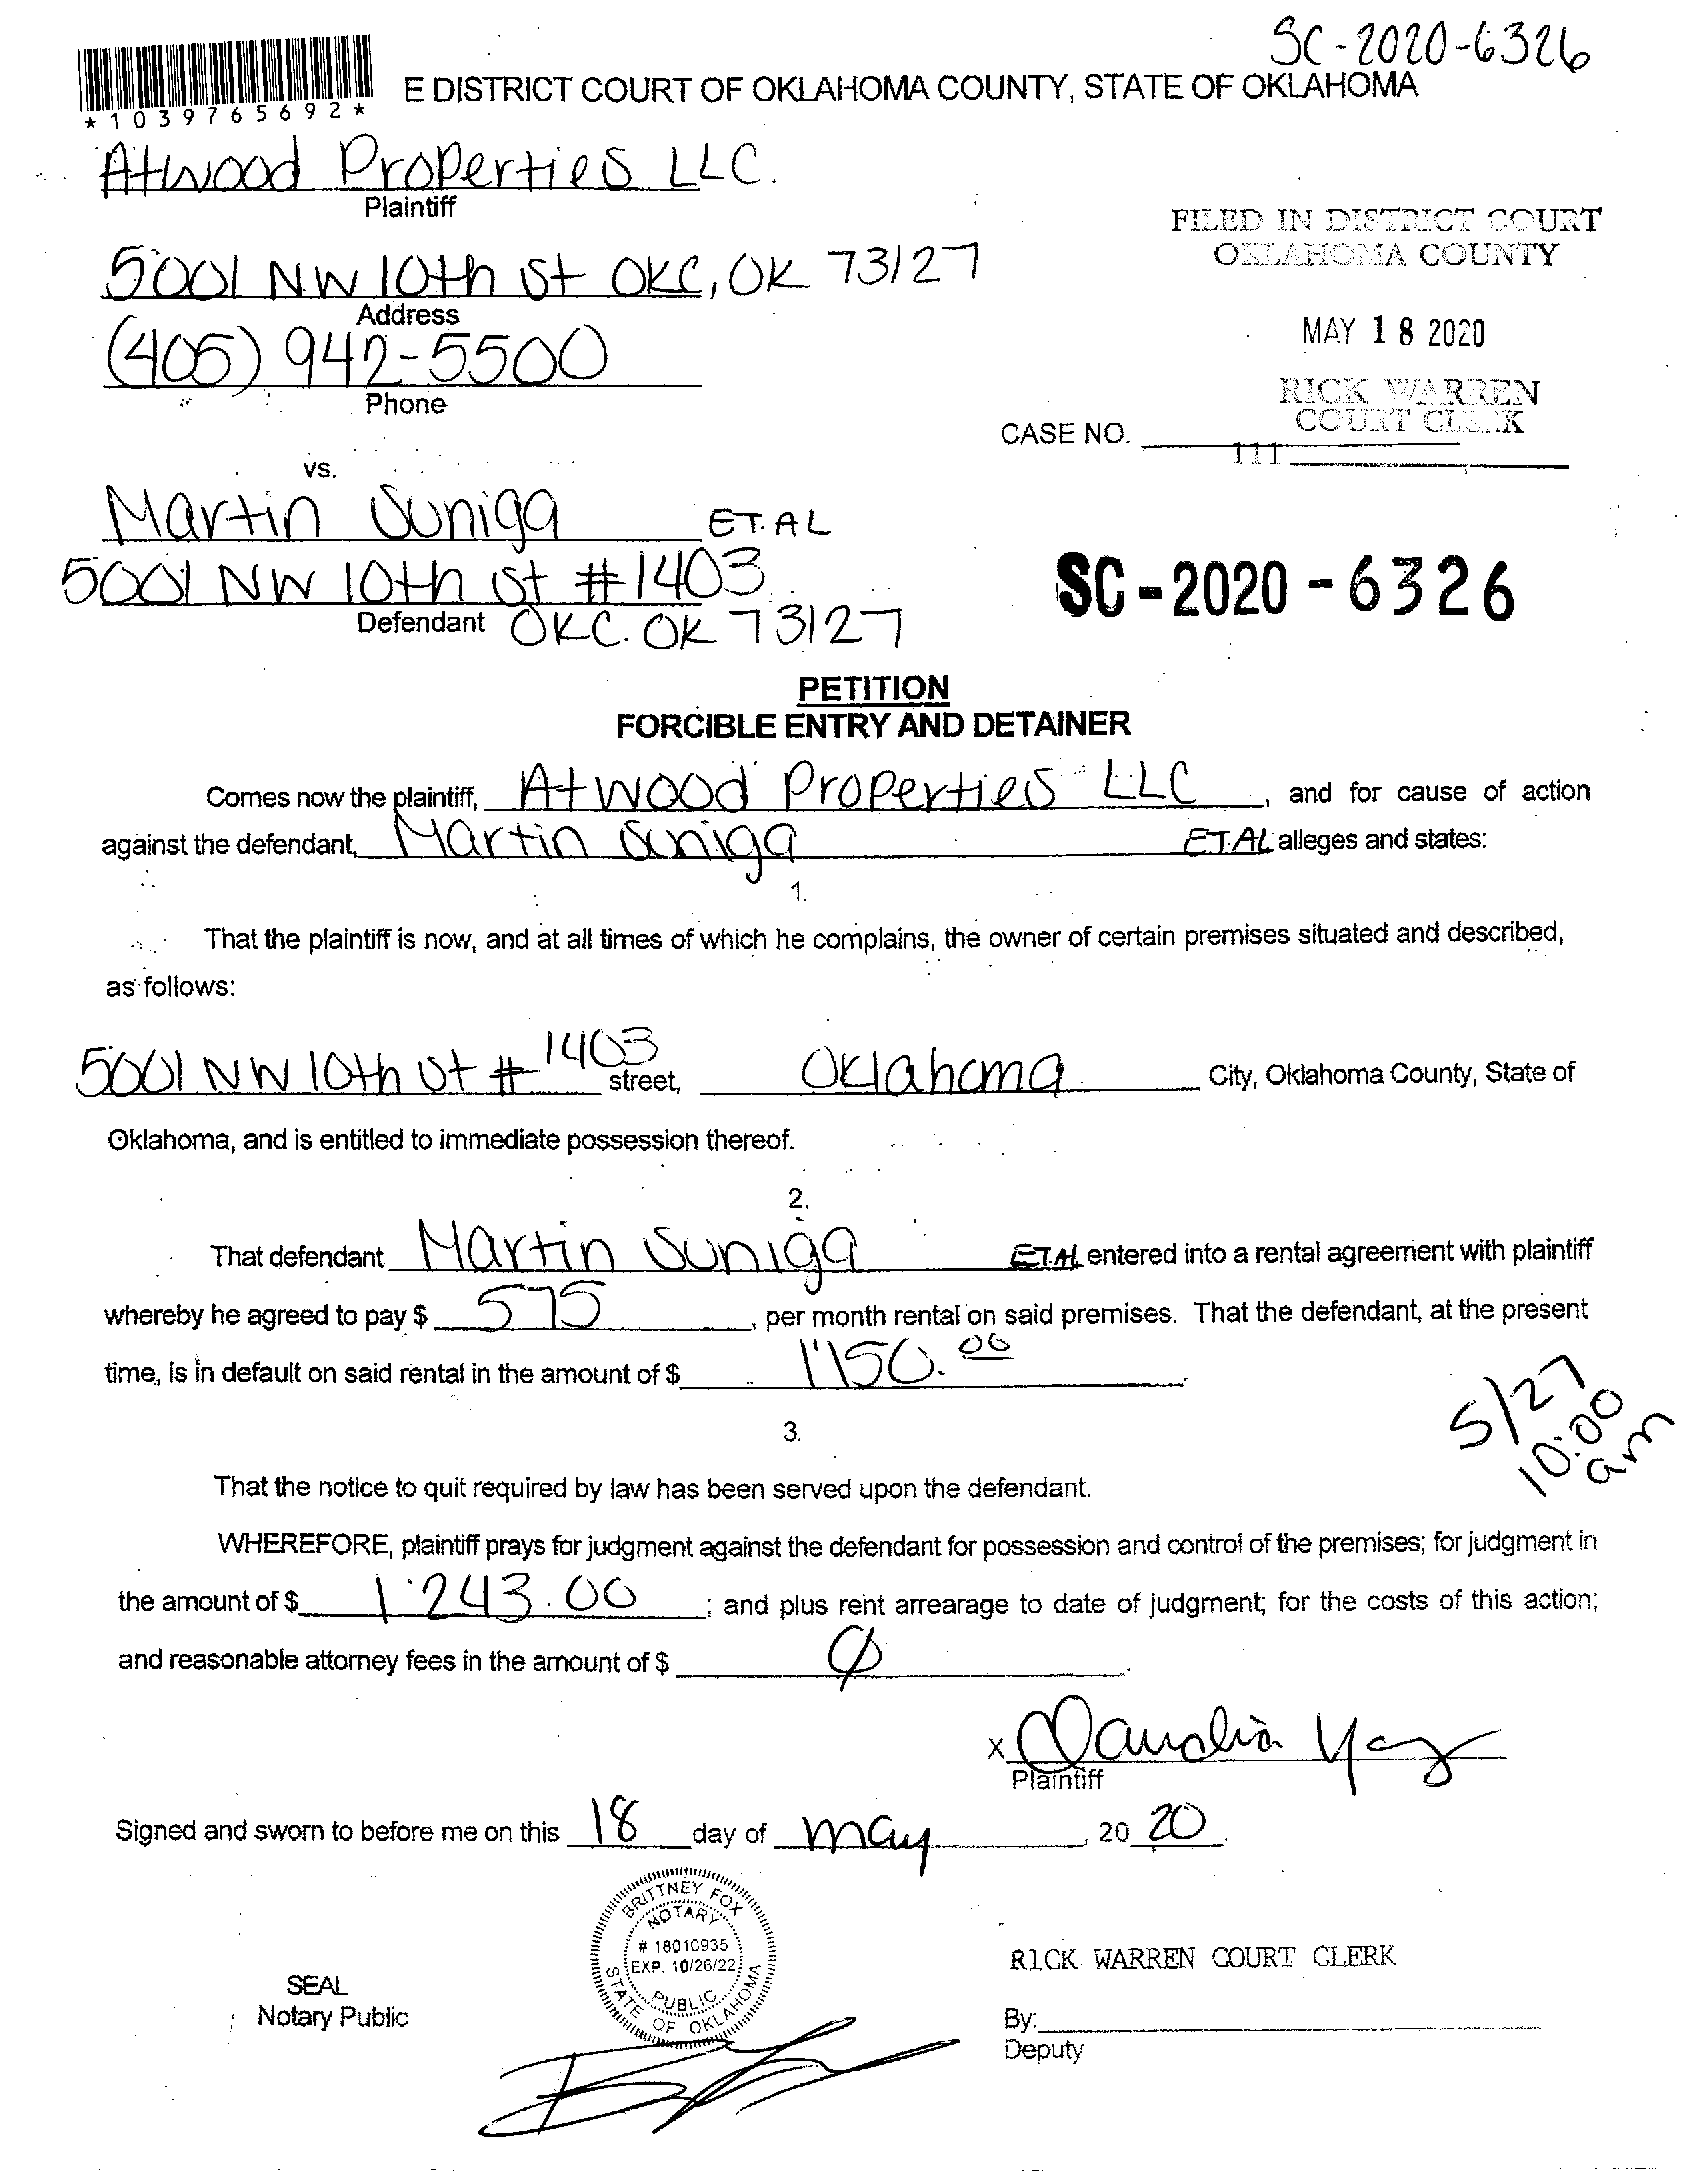 SC-2020-6326
E DISTRICT COURT OF OKLAHOMA COUNTY, STATE OF OKLAHOMA
*1039765692*
Atwood Properties LLC.
Plaintiff
FILED IN DISTRICT COURT
OKLAHOMA COUNTY
5001 NW 10th St OKC, OK 73127
Address
MAY 18 2020
(405) 942-5500
Phone
RICK WARREN
COURT CLERK
CASE NO.
111
vs.
Martin Suniga ET.AL
5001 NW 10th St #1403
Defendant OKC. OK 73127
SC-2020-6326
PETITION
FORCIBLE ENTRY AND DETAINER
Comes now the plaintiff, Atwood Properties LLC, and for cause of action
against the defendant, Martin Suniga ET.AL alleges and states:
1.
That the plaintiff is now, and at all times of which he complains, the owner of certain premises situated and described,
as follows:
5001 NW 10th St # 1403 street, Oklahoma City, Oklahoma County, State of
Oklahoma, and is entitled to immediate possession thereof.
2.
That defendant Martin Suniga ET.AL entered into a rental agreement with plaintiff
whereby he agreed to pay $ 575, per month rental on said premises. That the defendant, at the present
time, is in default on said rental in the amount of $ 1'150.00
5/27
10:00
am
3.
That the notice to quit required by law has been served upon the defendant.
WHEREFORE, plaintiff prays for judgment against the defendant for possession and control of the premises; for judgment in
the amount of $ 1'243.00; and plus rent arrearage to date of judgment; for the costs of this action;
and reasonable attorney fees in the amount of $ Ø.
x Claudia
Plaintiff
Signed and sworn to before me on this 18 day of may, 20 20.
BRITTNEY FOX
NOTARY
# 18010935
EXP. 10/26/22
PUBLIC
STATE OF OKLAHOMA
SEAL
Notary Public
RICK WARREN COURT CLERK
By:
Deputy